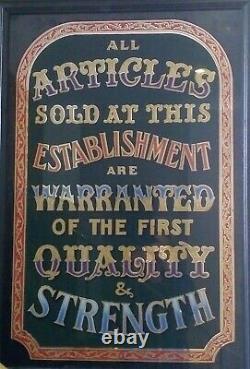 ALL
ARTICLES
SOLD AT THIS
ESTABLISHMENT
ARE
WARRANTED
OF THE FIRST
QUALITY
&
STRENGTH